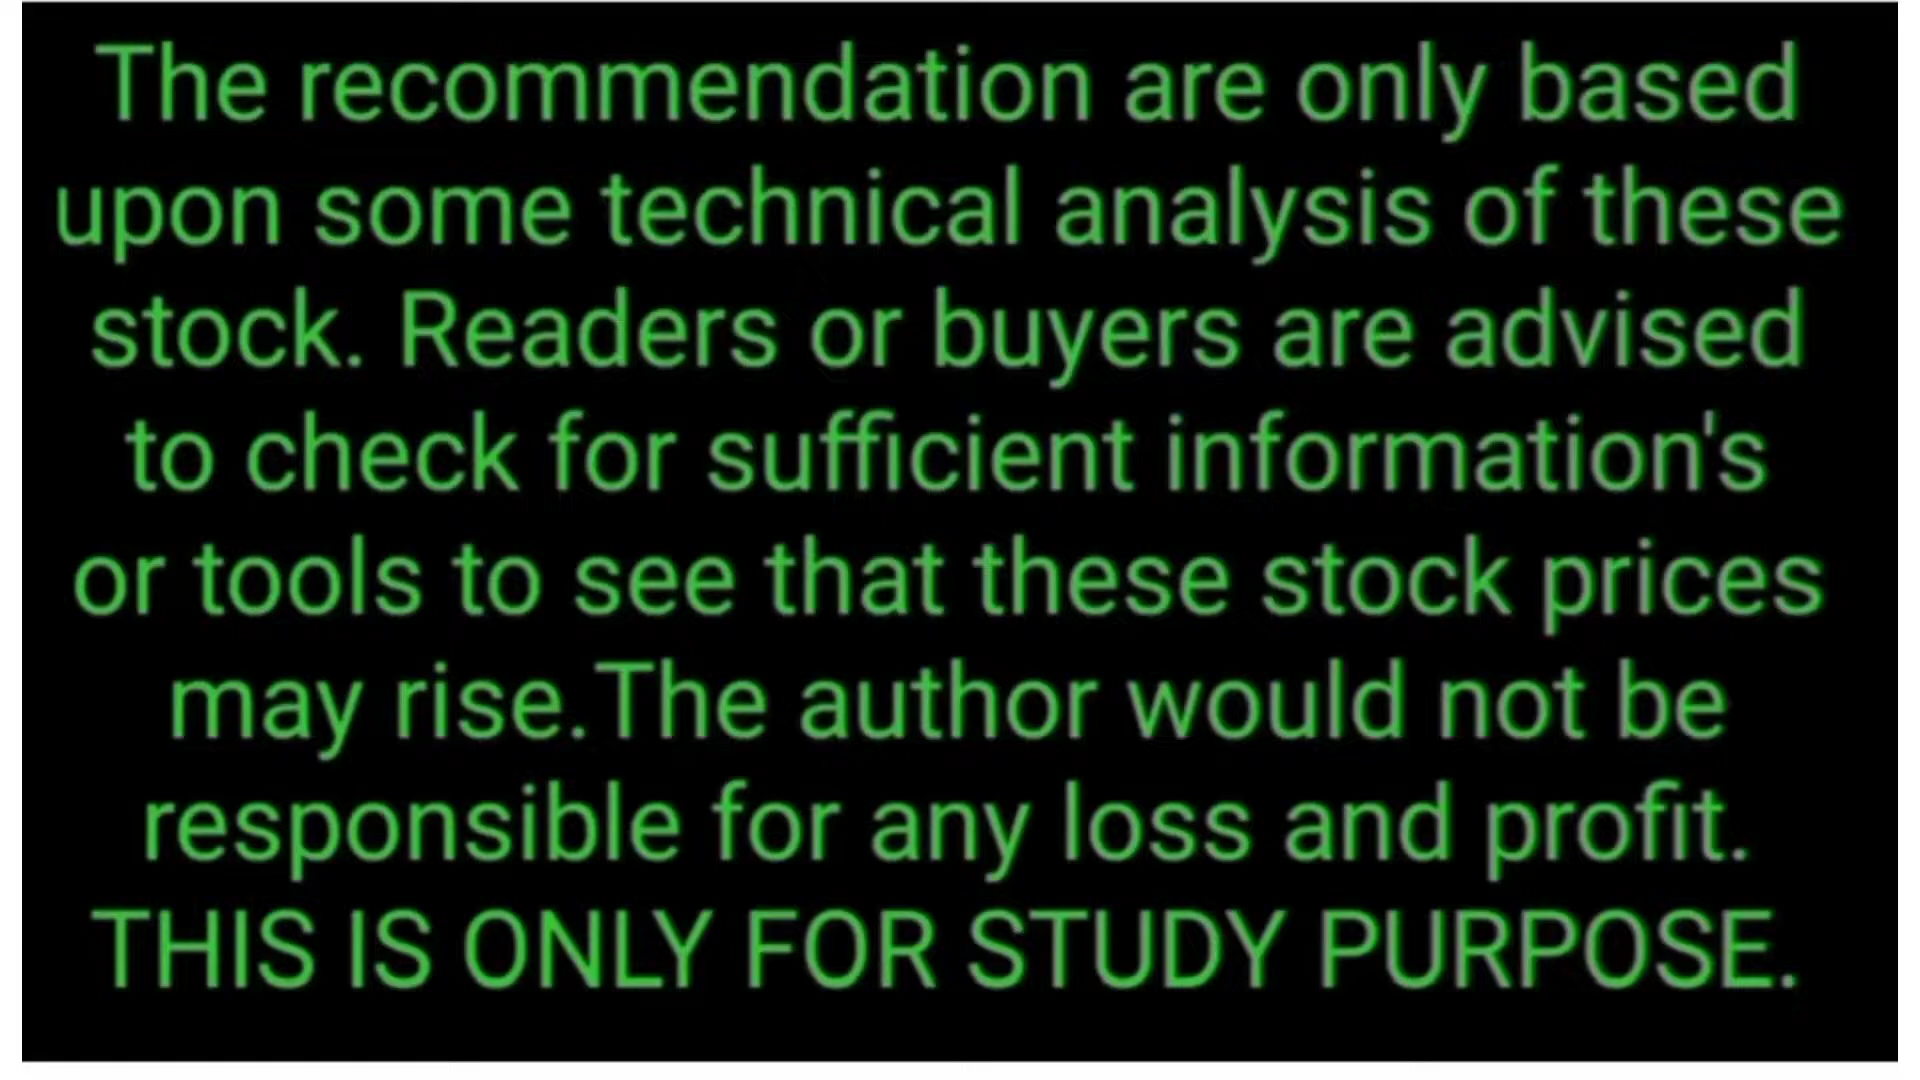 The recommendation are only based
upon some technical analysis of these
stock. Readers or buyers are advised
to check for sufficient information's
or tools to see that these stock prices
may rise.The author would not be
responsible for any loss and profit.
THIS IS ONLY FOR STUDY PURPOSE.